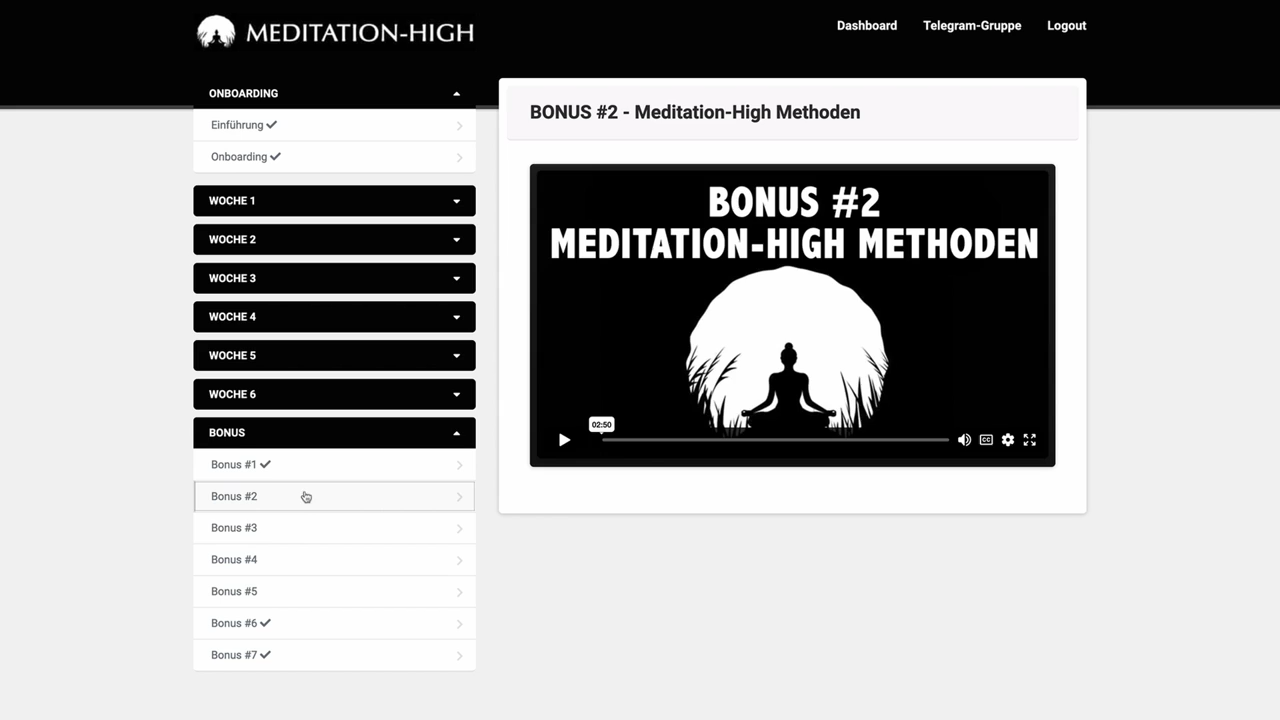 MEDITATION-HIGH
Dashboard
Telegram-Gruppe
Logout
ONBOARDING
Einführung
Onboarding
WOCHE 1
WOCHE 2
WOCHE 3
WOCHE 4
WOCHE 5
WOCHE 6
BONUS
Bonus #1
Bonus #2
Bonus #3
Bonus #4
Bonus #5
Bonus #6
Bonus #7
BONUS #2 - Meditation-High Methoden
BONUS #2
MEDITATION-HIGH METHODEN
02:50
CC